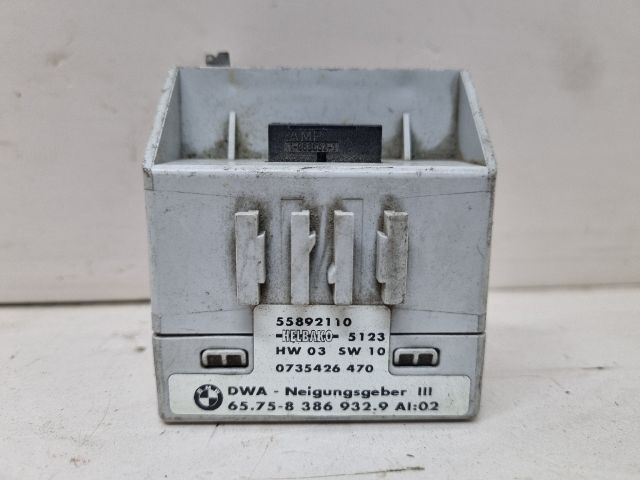 AMP
55892110
HELBAKO 5123
HW 03 SW 10
0735426 470
BMW DWA - Neigungsgeber III
65.75-8 386 932.9 AI:02